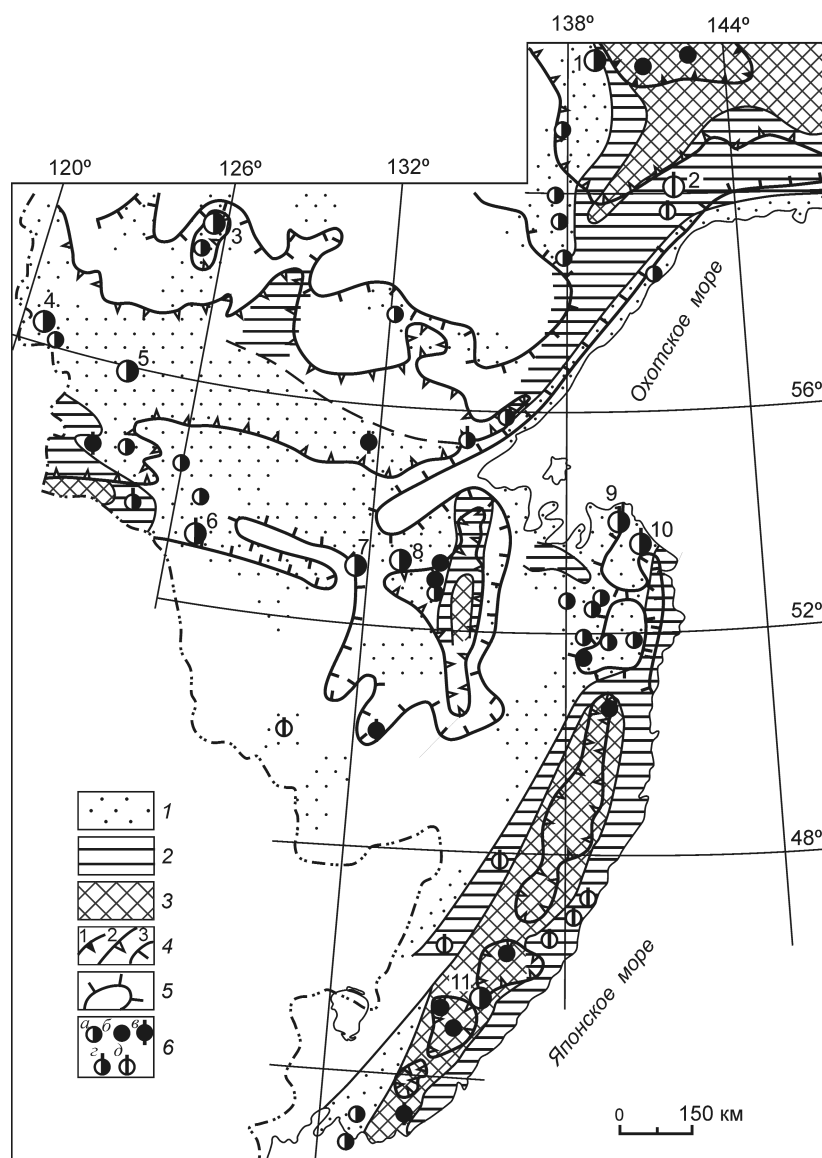 138º
144º
1
2
120º
126º
132º
3
4
5
Охотское море
56º
6
7
8
9
10
52º
1
2
48º
3
1 2 3
4
5
11
Японское море
а б в
г д
6
0 150 км